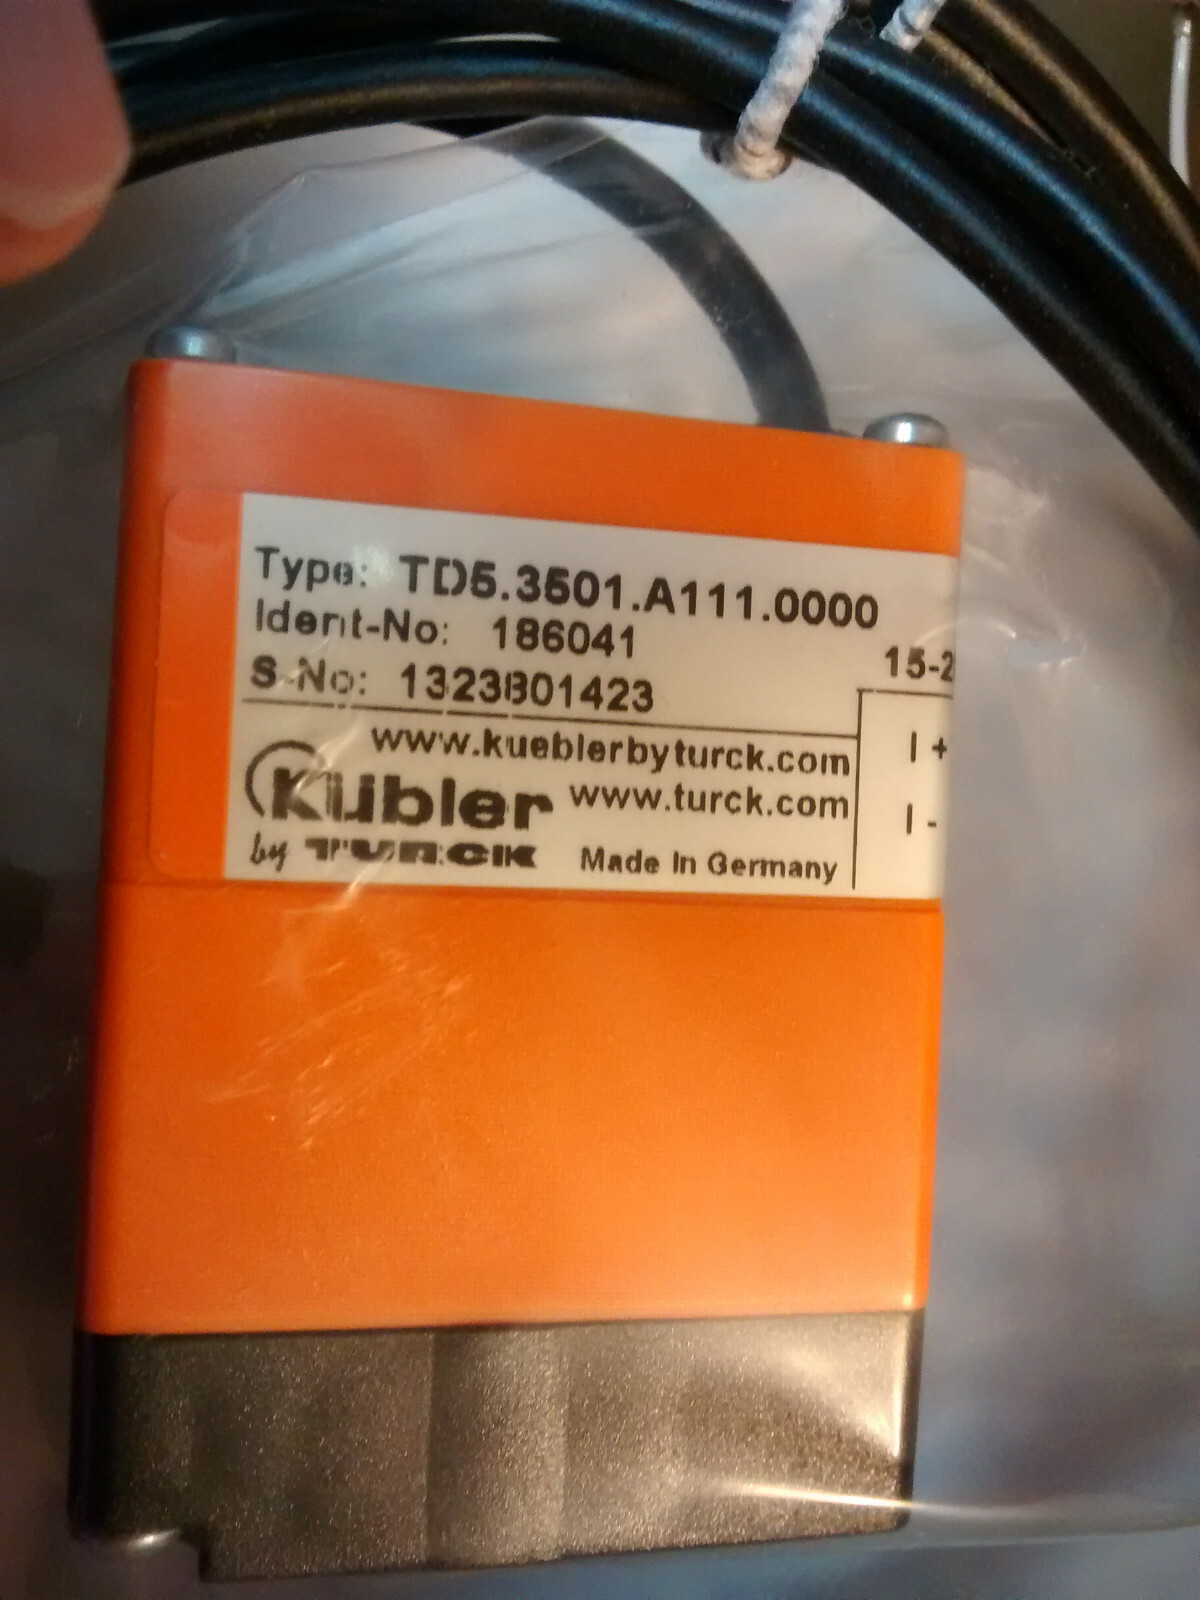 Type: TD5.3501.A111.0000
Ident-No: 186041
S-No: 1323801423
15-2
www.kueblerbyturck.com
Kübler www.turck.com
by TURCK Made In Germany
I +
I -